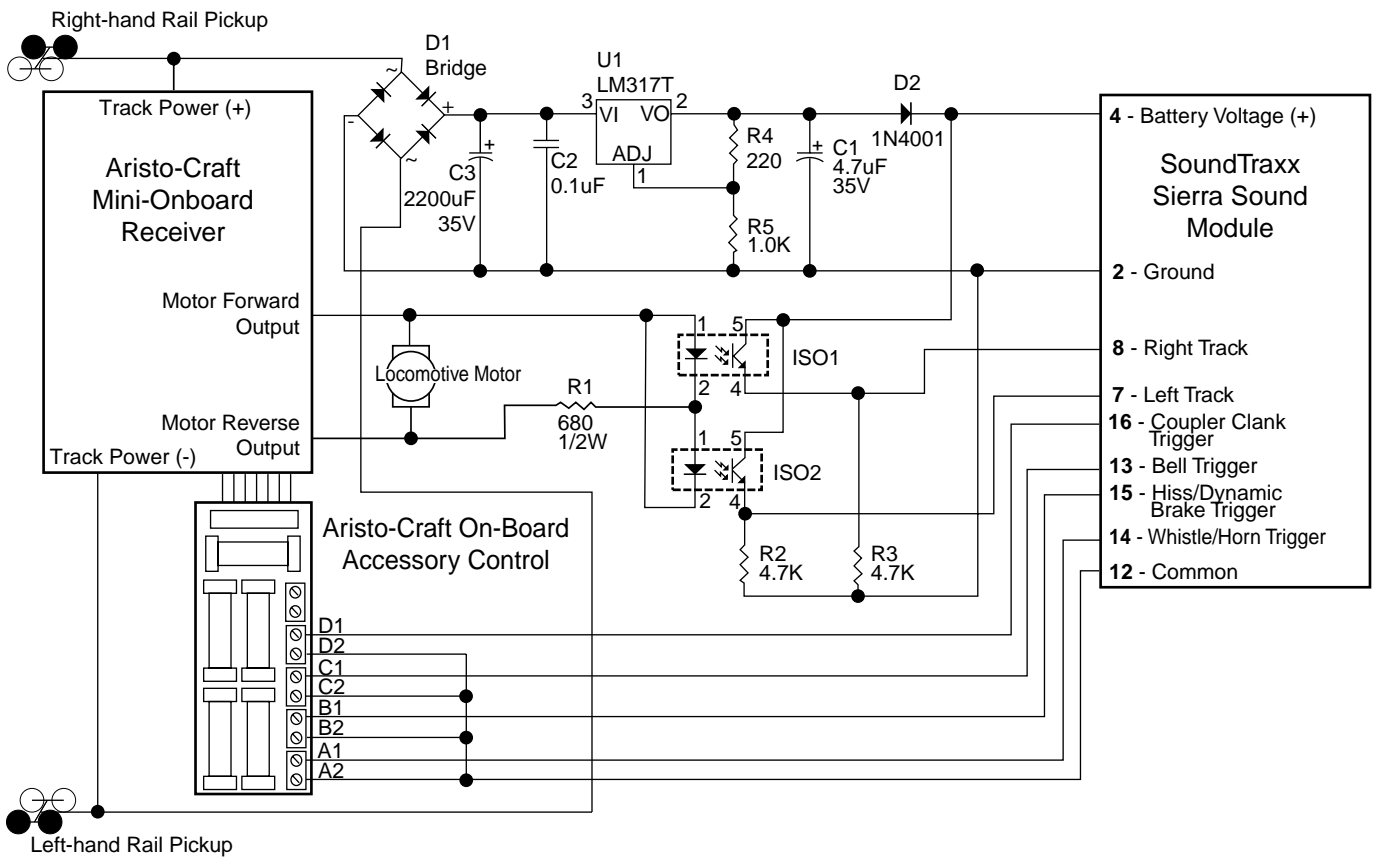 Right-hand Rail Pickup
Track Power (+)
Aristo-Craft
Mini-Onboard
Receiver
Motor Forward
Output
Motor Reverse
Output
Track Power (-)
D1
Bridge
~
+
-
~
+
C3
2200uF
35V
C2
0.1uF
U1
LM317T
3
VI
VO
2
ADJ
1
R4
220
R5
1.0K
+
C1
4.7uF
35V
D2
1N4001
Locomotive Motor
R1
680
1/2W
1
5
2
4
ISO1
1
5
2
4
ISO2
R2
4.7K
R3
4.7K
4 - Battery Voltage (+)
SoundTraxx
Sierra Sound
Module
2 - Ground
8 - Right Track
7 - Left Track
16 - Coupler Clank
Trigger
13 - Bell Trigger
15 - Hiss/Dynamic
Brake Trigger
14 - Whistle/Horn Trigger
12 - Common
Aristo-Craft On-Board
Accessory Control
D1
D2
C1
C2
B1
B2
A1
A2
Left-hand Rail Pickup